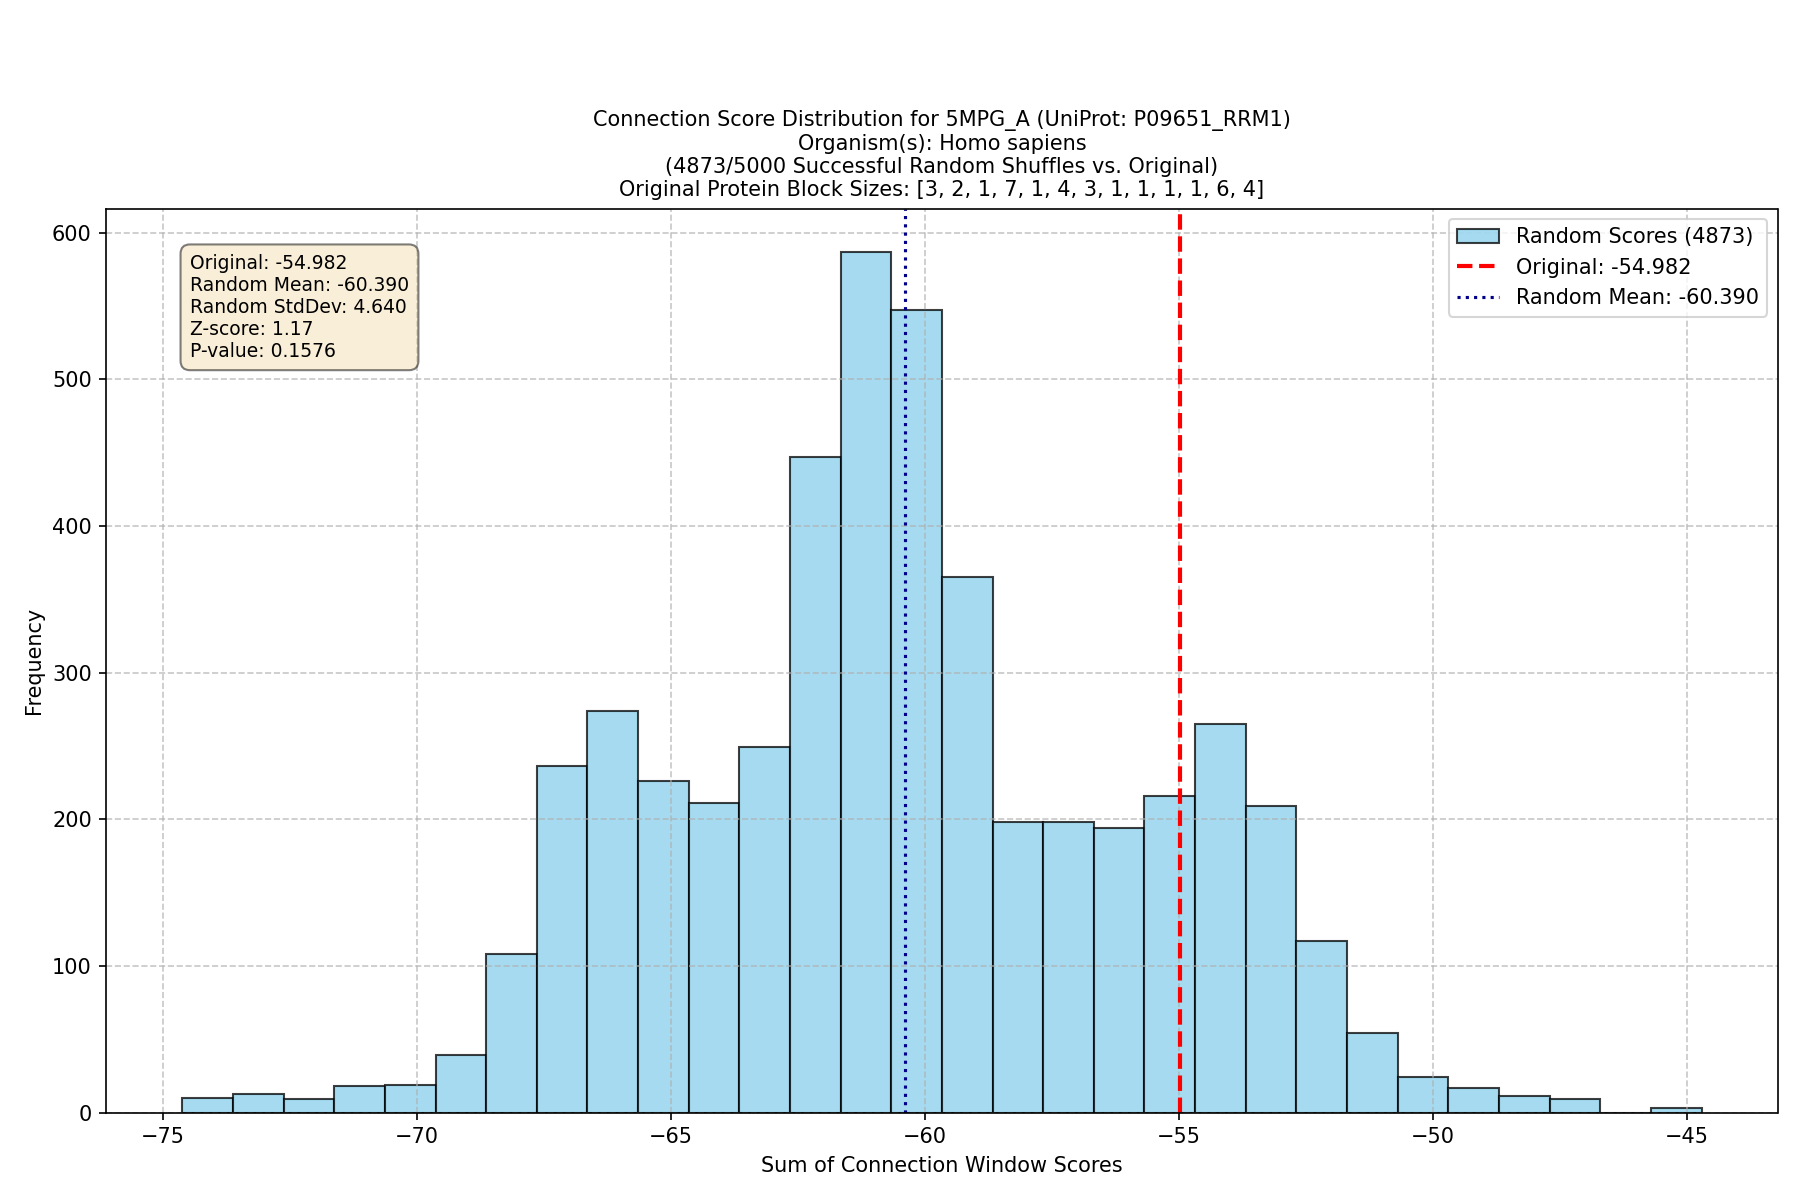 Connection Score Distribution for 5MPG_A (UniProt: P09651_RRM1)
Organism(s): Homo sapiens
(4873/5000 Successful Random Shuffles vs. Original)
Original Protein Block Sizes: [3, 2, 1, 7, 1, 4, 3, 1, 1, 1, 1, 6, 4]
Original: -54.982
Random Mean: -60.390
Random StdDev: 4.640
Z-score: 1.17
P-value: 0.1576
Random Scores (4873)
Original: -54.982
Random Mean: -60.390
Frequency
600
500
400
300
200
100
0
−75
−70
−65
−60
−55
−50
−45
Sum of Connection Window Scores